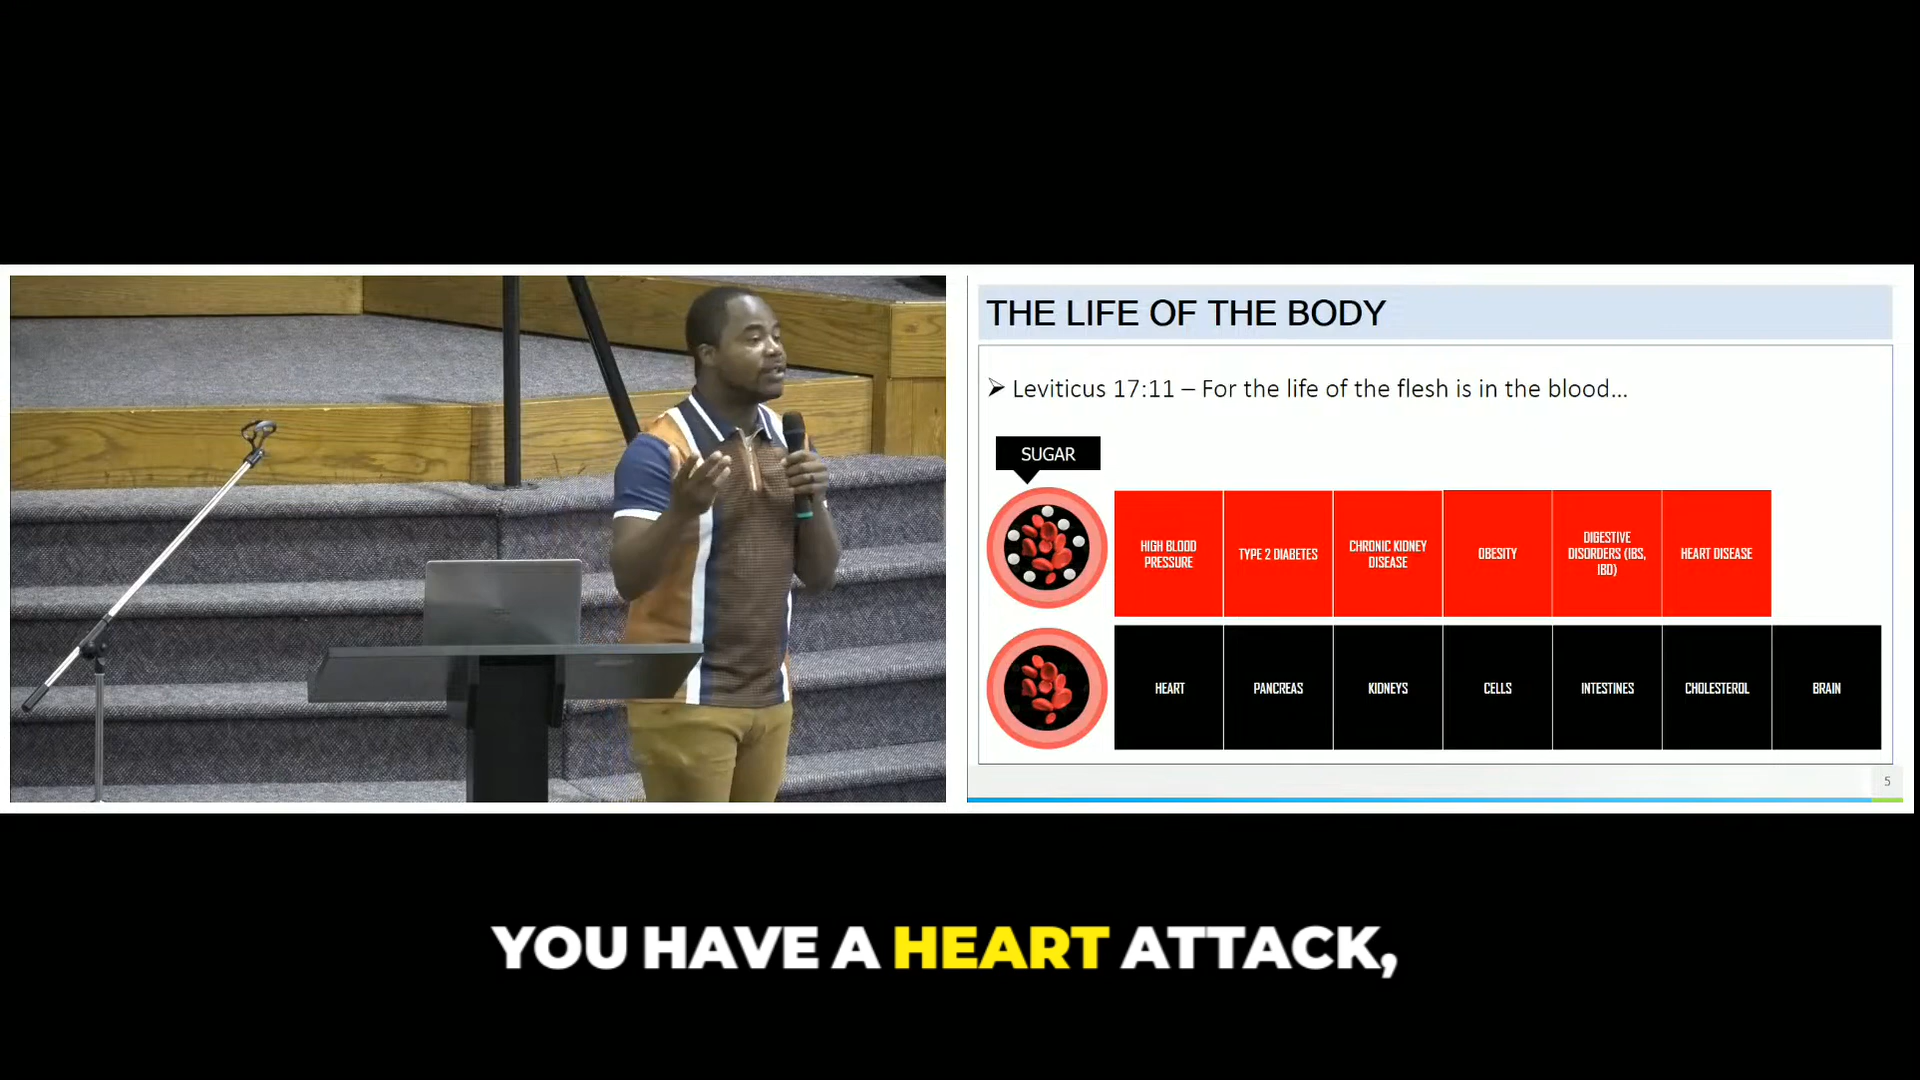 THE LIFE OF THE BODY
➢ Leviticus 17:11 – For the life of the flesh is in the blood…
SUGAR
HIGH BLOOD
PRESSURE
TYPE 2 DIABETES
CHRONIC KIDNEY
DISEASE
OBESITY
DIGESTIVE
DISORDERS (IBS,
IBD)
HEART DISEASE
HEART
PANCREAS
KIDNEYS
CELLS
INTESTINES
CHOLESTEROL
BRAIN
5
YOU HAVE A HEART ATTACK,